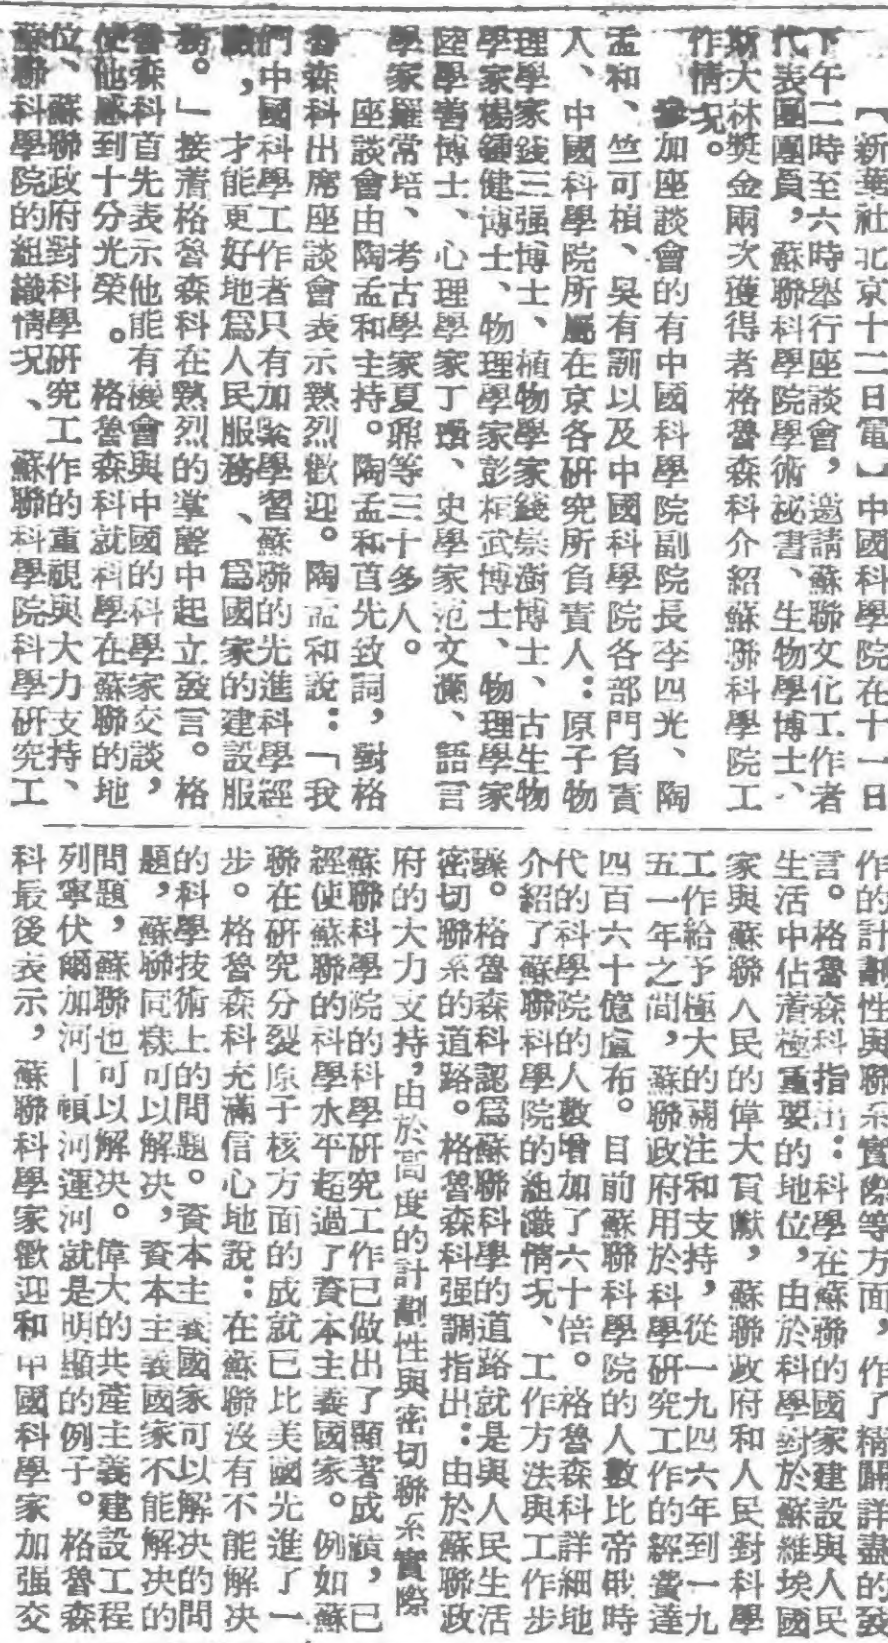 【新華社北京十二日電】中國科學院在十一日
下午二時至六時舉行座談會，邀請蘇聯文化工作者
代表團團員，蘇聯科學院學術祕書、生物學博士、
斯大林獎金兩次獲得者格魯森科介紹蘇聯科學院工
作情況。
參加座談會的有中國科學院副院長李四光、陶
孟和、竺可楨、吳有訓以及中國科學院各部門負責
人、中國科學院所屬在京各研究所負責人：原子物
理學家錢三强博士、植物學家錢崇澍博士、古生物
學家楊鍾健博士、物理學家彭桓武博士、物理學家
陸學善博士、心理學家丁瓚、史學家范文瀾、語言
學家羅常培、考古學家夏鼐等三十多人。
座談會由陶孟和主持。陶孟和首先致詞，對格
魯森科出席座談會表示熱烈歡迎。陶孟和說：「我
們中國科學工作者只有加緊學習蘇聯的先進科學經
驗，才能更好地爲人民服務、爲國家的建設服
務。」接着格魯森科在熱烈的掌聲中起立發言。格
魯森科首先表示他能有機會與中國的科學家交談，
使他感到十分光榮。格魯森科就科學在蘇聯的地
位、蘇聯政府對科學研究工作的重視與大力支持、
蘇聯科學院的組織情況、蘇聯科學院科學研究工
作的計劃性與聯系實際等方面，作了精闢詳盡的發
言。格魯森科指出：科學在蘇聯的國家建設與人民
生活中佔着極重要的地位，由於科學對於蘇維埃國
家與蘇聯人民的偉大貢獻，蘇聯政府和人民對科學
工作給予極大的關注和支持，從一九四六年到一九
五一年之間，蘇聯政府用於科學研究工作的經費達
四百六十億盧布。目前蘇聯科學院的人數比帝俄時
代的科學院的人數增加了六十倍。格魯森科詳細地
介紹了蘇聯科學院的組織情況、工作方法與工作步
驟。格魯森科認爲蘇聯科學的道路就是與人民生活
密切聯系的道路。格魯森科强調指出：由於蘇聯政
府的大力支持，由於高度的計劃性與密切聯系實際
蘇聯科學院的科學研究工作已做出了顯著成績，已
經使蘇聯的科學水平超過了資本主義國家。例如蘇
聯在研究分裂原子核方面的成就已比美國先進了一
步。格魯森科充滿信心地說：在蘇聯沒有不能解決
的科學技術上的問題。資本主義國家可以解決的問
題，蘇聯同樣可以解決，資本主義國家不能解決的
問題，蘇聯也可以解決。偉大的共產主義建設工程
列寧伏爾加河—頓河運河就是明顯的例子。格魯森
科最後表示，蘇聯科學家歡迎和中國科學家加强交